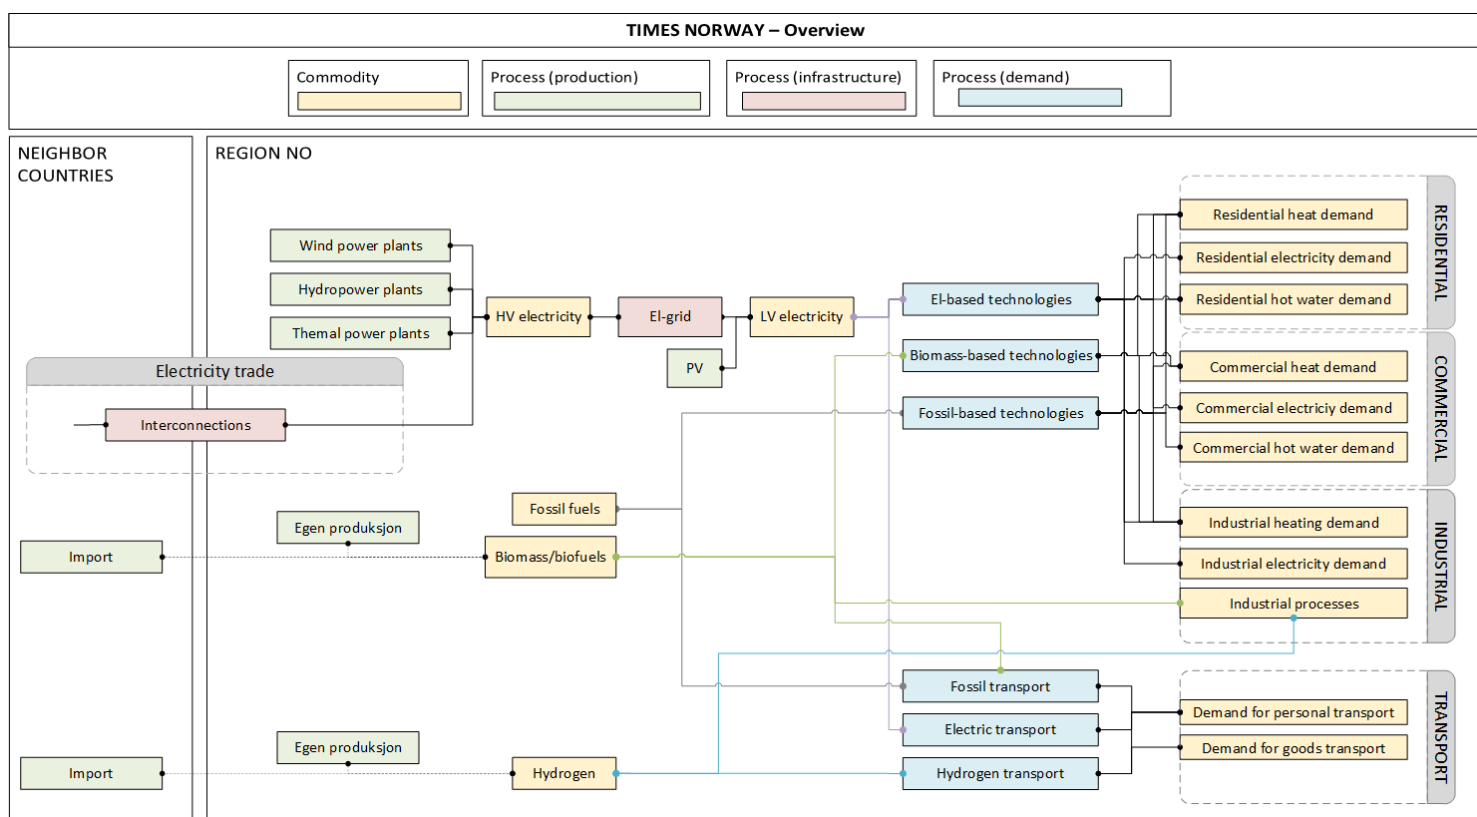 TIMES NORWAY – Overview
Commodity
Process (production)
Process (infrastructure)
Process (demand)
NEIGHBOR
COUNTRIES
REGION NO
Wind power plants
Hydropower plants
Themal power plants
Electricity trade
Interconnections
HV electricity
El-grid
LV electricity
PV
El-based technologies
Biomass-based technologies
Fossil-based technologies
Residential heat demand
Residential electricity demand
Residential hot water demand
RESIDENTIAL
Commercial heat demand
Commercial electriciy demand
Commercial hot water demand
COMMERCIAL
Fossil fuels
Egen produksjon
Import
Biomass/biofuels
Industrial heating demand
Industrial electricity demand
Industrial processes
INDUSTRIAL
Fossil transport
Electric transport
Hydrogen transport
Egen produksjon
Import
Hydrogen
Demand for personal transport
Demand for goods transport
TRANSPORT